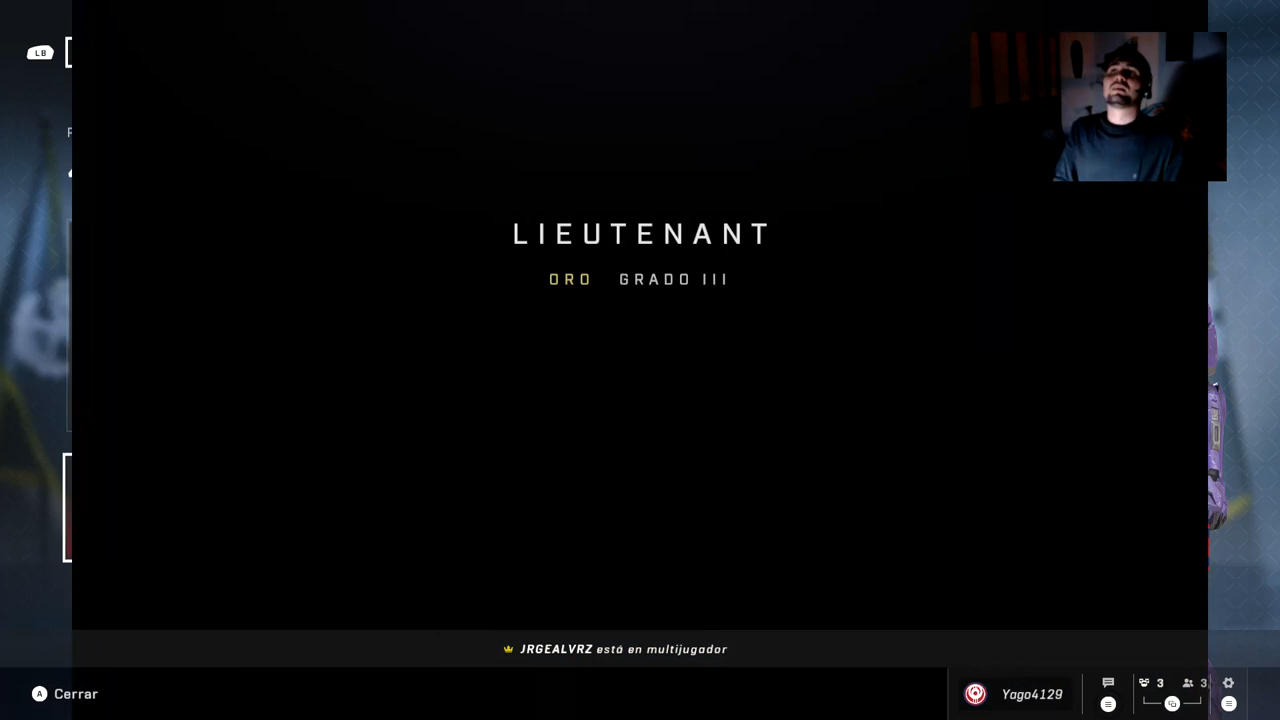 LB
LIEUTENANT
ORO GRADO III
JRGEALVRZ está en multijugador
A Cerrar
Yago4129
3
3